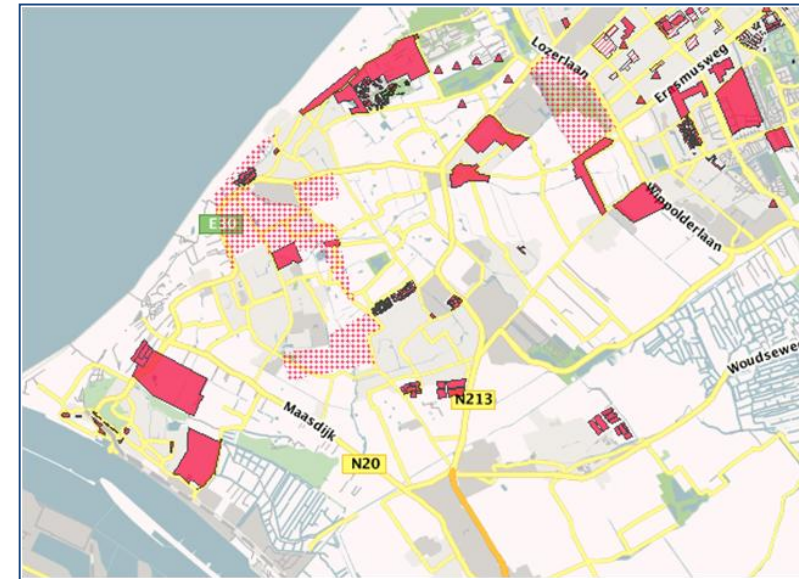 Lozerlaan
Erasmusweg
Wippolderlaan
E30
Woudseweg
N213
Maasdijk
N20